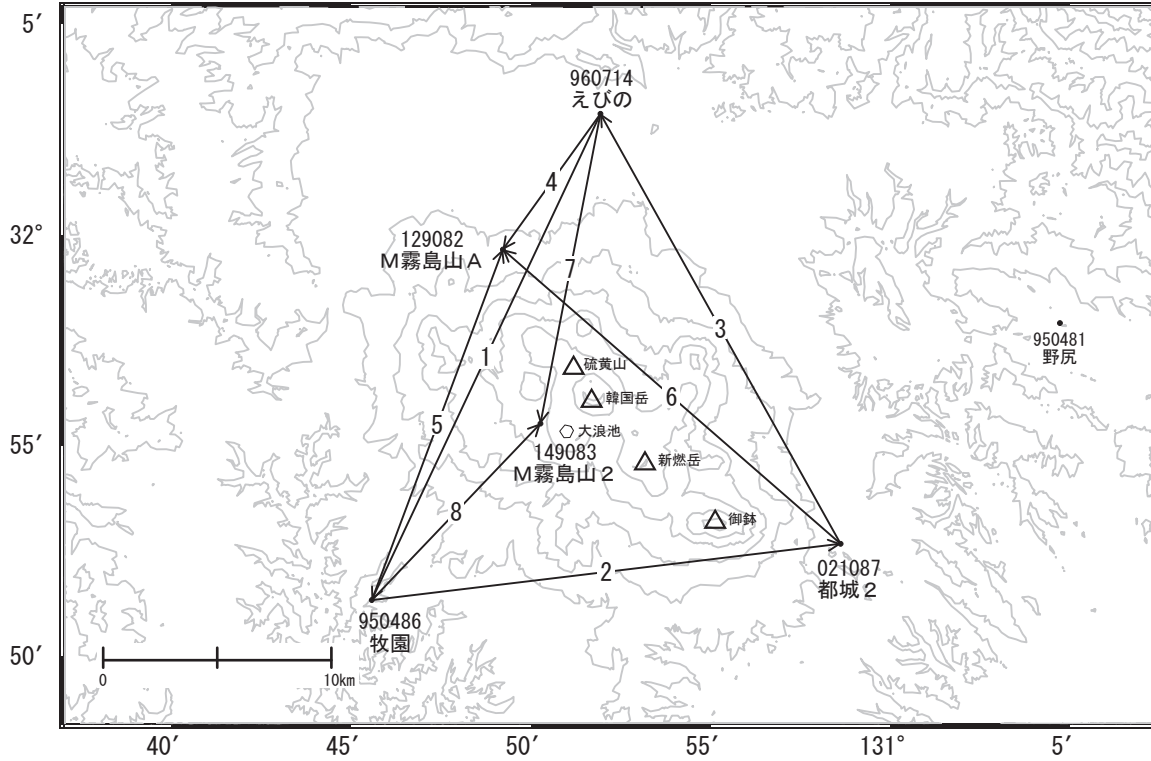 5′
960714
えびの
4
32°
129082
M霧島山A
7
3
950481
野尻
1
硫黄山
韓国岳
6
5
大浪池
55′
149083
M霧島山2
新燃岳
8
御鉢
2
021087
都城2
950486
牧園
50′
0
10km
40′
45′
50′
55′
131°
5′